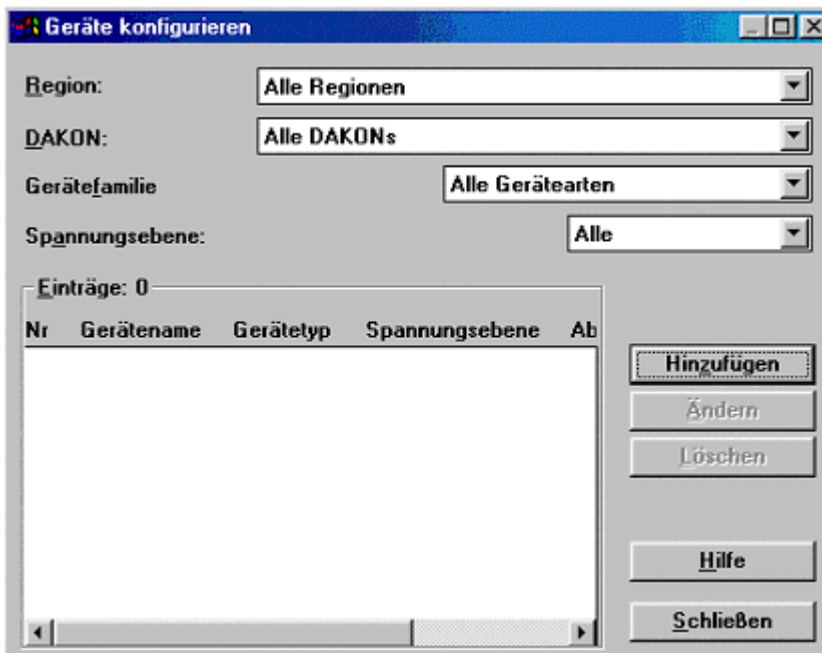 Geräte konfigurieren
Region: Alle Regionen
DAKON: Alle DAKONs
Gerätefamilie Alle Gerätearten
Spannungsebene: Alle
Einträge: 0
Nr Gerätename Gerätetyp Spannungsebene Ab
Hinzufügen
Ändern
Löschen
Hilfe
Schließen